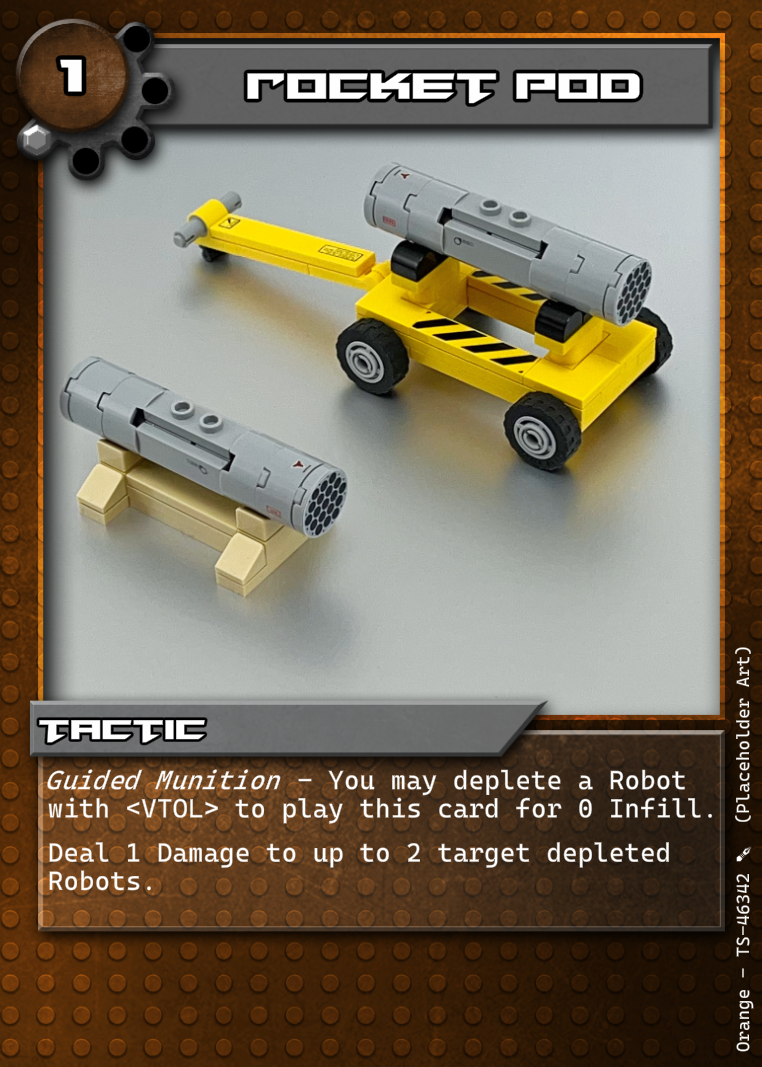 1
ROCKET POD
TACTIC
Guided Munition – You may deplete a Robot
with <VTOL> to play this card for 0 Infill.
Deal 1 Damage to up to 2 target depleted
Robots.
Orange - TS-46342 (Placeholder Art)